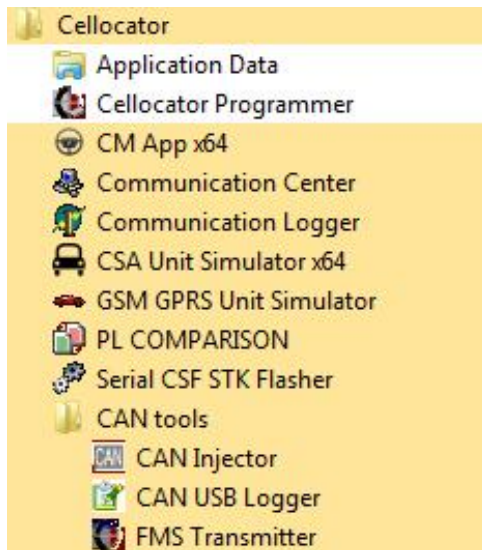 Cellocator
Application Data
Cellocator Programmer
CM App x64
Communication Center
Communication Logger
CSA Unit Simulator x64
GSM GPRS Unit Simulator
PL COMPARISON
Serial CSF STK Flasher
CAN tools
CAN Injector
CAN USB Logger
FMS Transmitter